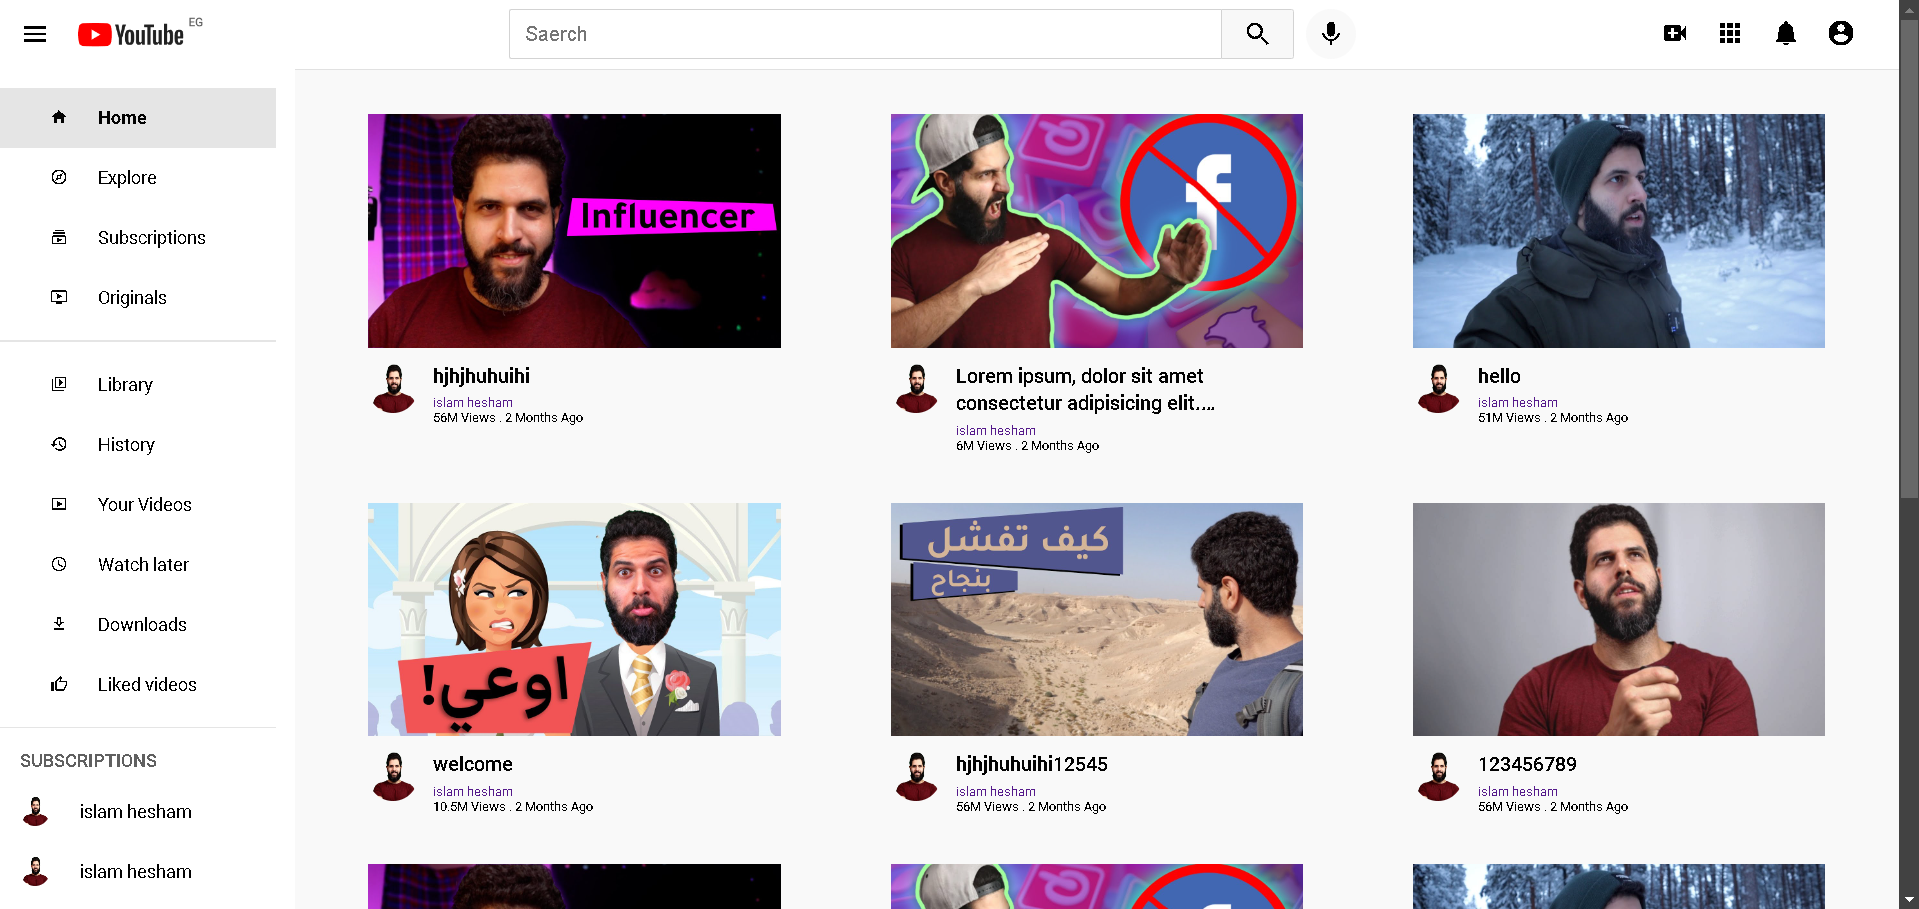 YouTube EG
Saerch
Home
Explore
Subscriptions
Originals
Library
History
Your Videos
Watch later
Downloads
Liked videos
SUBSCRIPTIONS
islam hesham
islam hesham
Influencer
hjhjhuhuihi
islam hesham
56M Views . 2 Months Ago
Lorem ipsum, dolor sit amet
consectetur adipisicing elit....
islam hesham
6M Views . 2 Months Ago
hello
islam hesham
51M Views . 2 Months Ago
اوعي!
welcome
islam hesham
10.5M Views . 2 Months Ago
كيف تفشل
بنجاح
hjhjhuhuihi12545
islam hesham
56M Views . 2 Months Ago
123456789
islam hesham
56M Views . 2 Months Ago